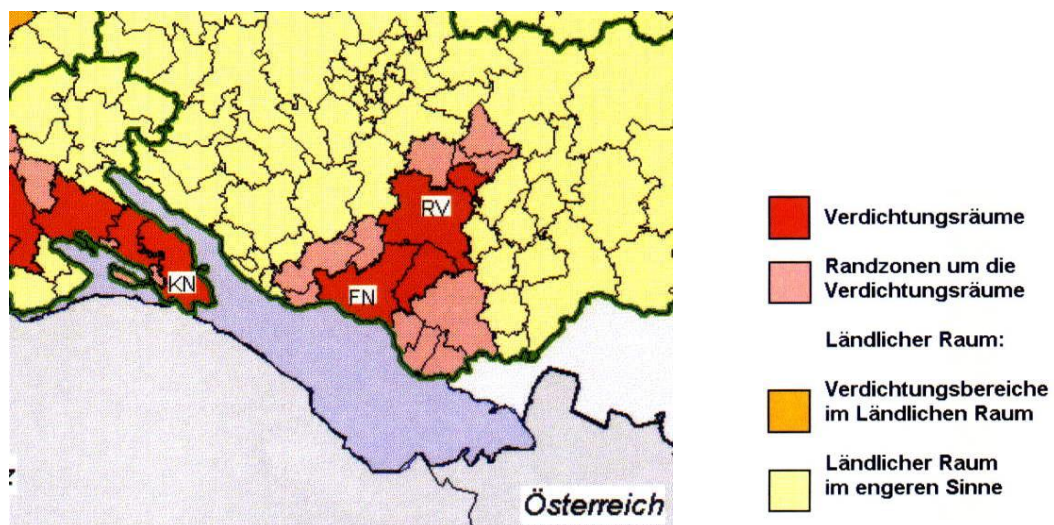 RV
KN
FN
Österreich
Verdichtungsräume
Randzonen um die
Verdichtungsräume
Ländlicher Raum:
Verdichtungsbereiche
im Ländlichen Raum
Ländlicher Raum
im engeren Sinne